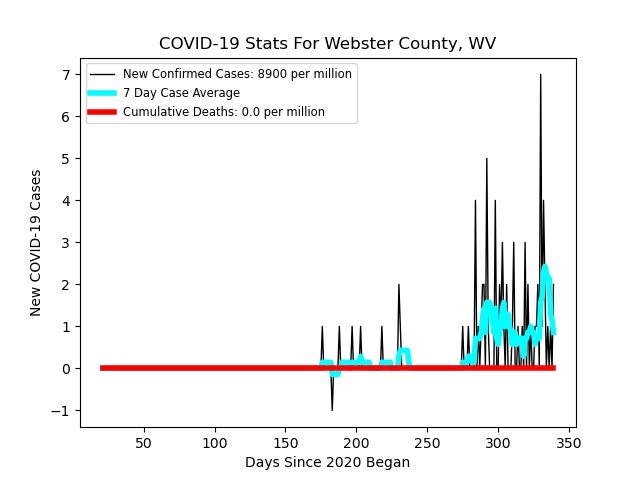 COVID-19 Stats For Webster County, WV
New Confirmed Cases: 8900 per million
7 Day Case Average
Cumulative Deaths: 0.0 per million
New COVID-19 Cases
7
6
5
4
3
2
1
0
−1
50
100
150
200
250
300
350
Days Since 2020 Began